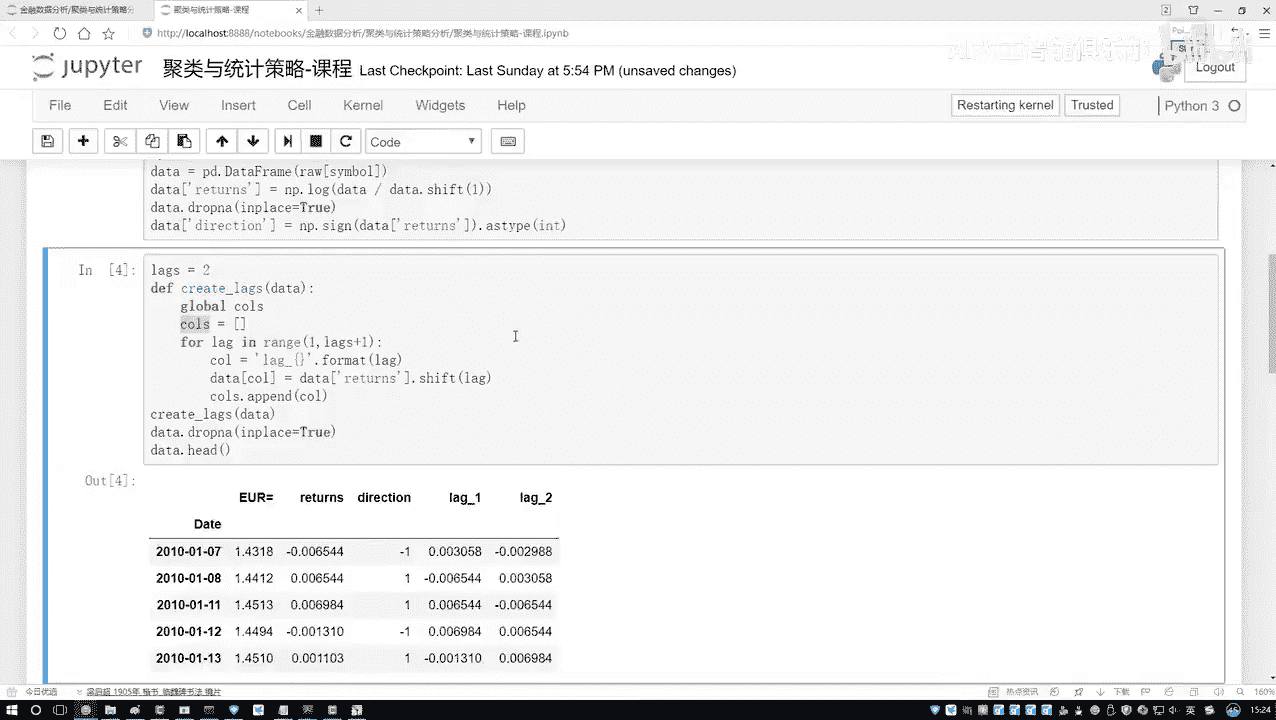 金融数据分析/聚类与统计策略分
聚类与统计策略-课程
http://localhost:8888/notebooks/金融数据分析/聚类与统计策略分析/聚类与统计策略-课程.ipynb
jupyter 聚类与统计策略-课程 Last Checkpoint: Last Sunday at 5:54 PM (unsaved changes)
Logout
File Edit View Insert Cell Kernel Widgets Help Restarting kernel Trusted Python 3
Code
data = pd.DataFrame(raw[symbol])
data['returns'] = np.log(data / data.shift(1))
data.dropna(inplace=True)
data['direction'] = np.sign(data['returns']).astype(int)
In [4]: lags = 2
def create_lags(data):
global cols
cols = []
for lag in range(1,lags+1):
col = 'lag_{}'.format(lag)
data[col] = data['returns'].shift(lag)
cols.append(col)
create_lags(data)
data.dropna(inplace=True)
data.head()
Out[4]:
EUR= returns direction lag_1 lag_2
Date
2010-01-07 1.4318 -0.006544 -1 0.003058 -0.002988
2010-01-08 1.4412 0.006544 1 -0.006544 0.003058
2010-01-11 1.4513 0.006984 1 0.006544 -0.006544
2010-01-12 1.4494 -0.001310 -1 0.006984 0.006544
2010-01-13 1.4510 0.001103 1 -0.001310 0.006984
今日优选
热点资讯 下载 160%
英 15:24